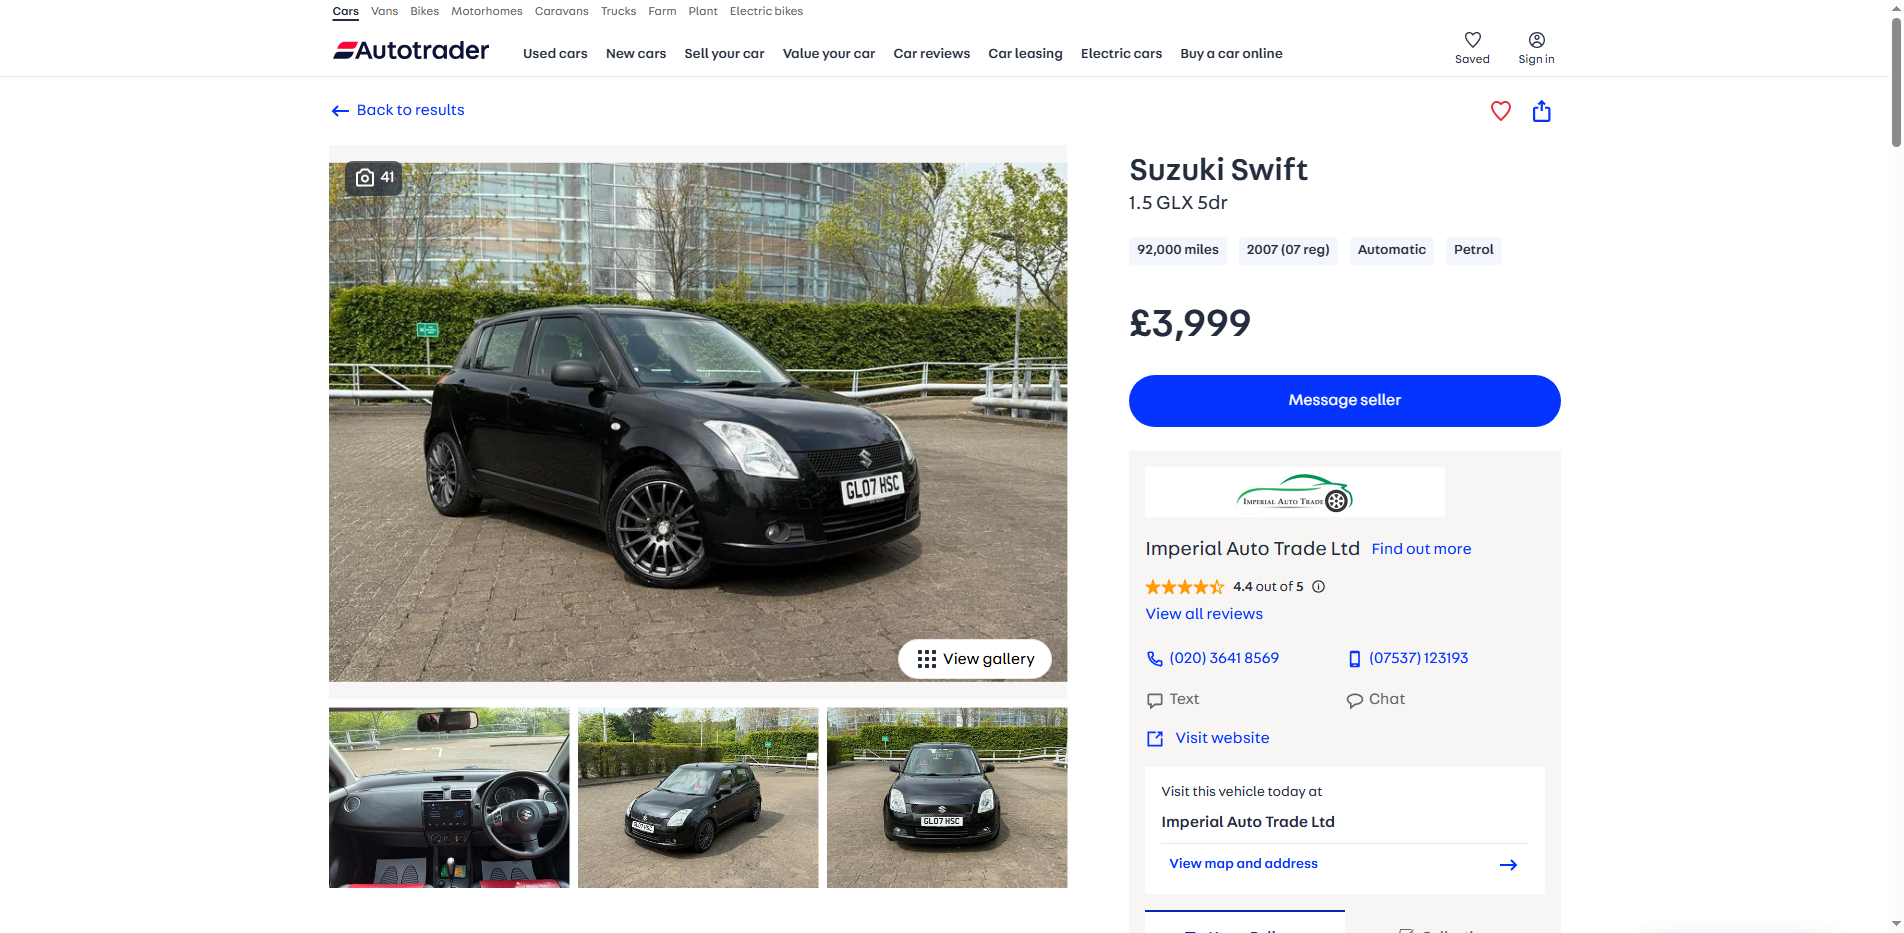 Cars Vans Bikes Motorhomes Caravans Trucks Farm Plant Electric bikes
Autotrader
Used cars New cars Sell your car Value your car Car reviews Car leasing Electric cars Buy a car online
Saved Sign in
Back to results
41
GL07 HSC
View gallery
GL07 HSC
GL07 HSC
Suzuki Swift
1.5 GLX 5dr
92,000 miles 2007 (07 reg) Automatic Petrol
£3,999
Message seller
IMPERIAL AUTO TRADE
Imperial Auto Trade Ltd Find out more
4.4 out of 5
View all reviews
(020) 3641 8569 (07537) 123193
Text Chat
Visit website
Visit this vehicle today at
Imperial Auto Trade Ltd
View map and address